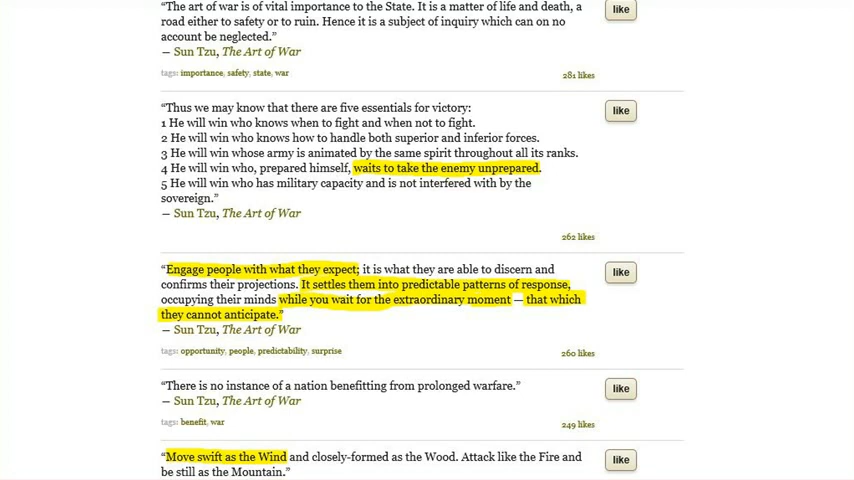 “The art of war is of vital importance to the State. It is a matter of life and death, a
like
road either to safety or to ruin. Hence it is a subject of inquiry which can on no
account be neglected.”
― Sun Tzu, The Art of War
tags: importance, safety, state, war
281 likes
“Thus we may know that there are five essentials for victory:
like
1 He will win who knows when to fight and when not to fight.
2 He will win who knows how to handle both superior and inferior forces.
3 He will win whose army is animated by the same spirit throughout all its ranks.
4 He will win who, prepared himself, waits to take the enemy unprepared.
5 He will win who has military capacity and is not interfered with by the
sovereign.”
― Sun Tzu, The Art of War
262 likes
“Engage people with what they expect; it is what they are able to discern and
like
confirms their projections. It settles them into predictable patterns of response,
occupying their minds while you wait for the extraordinary moment — that which
they cannot anticipate.”
― Sun Tzu, The Art of War
tags: opportunity, people, predictability, surprise
260 likes
“There is no instance of a nation benefitting from prolonged warfare.”
like
― Sun Tzu, The Art of War
tags: benefit, war
249 likes
“Move swift as the Wind and closely-formed as the Wood. Attack like the Fire and
like
be still as the Mountain.”